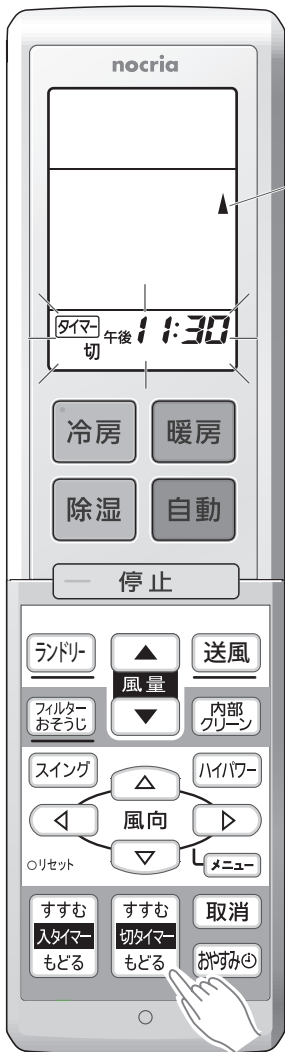 nocria
タイマー 午後 11:30
切
冷房 暖房
除湿 自動
停止
ランドリー 送風
風量
フィルター
おそうじ
内部
クリーン
スイング ハイパワー
風向
○リセット メニュー
すすむ すすむ 取消
入タイマー 切タイマー
もどる もどる おやすみ